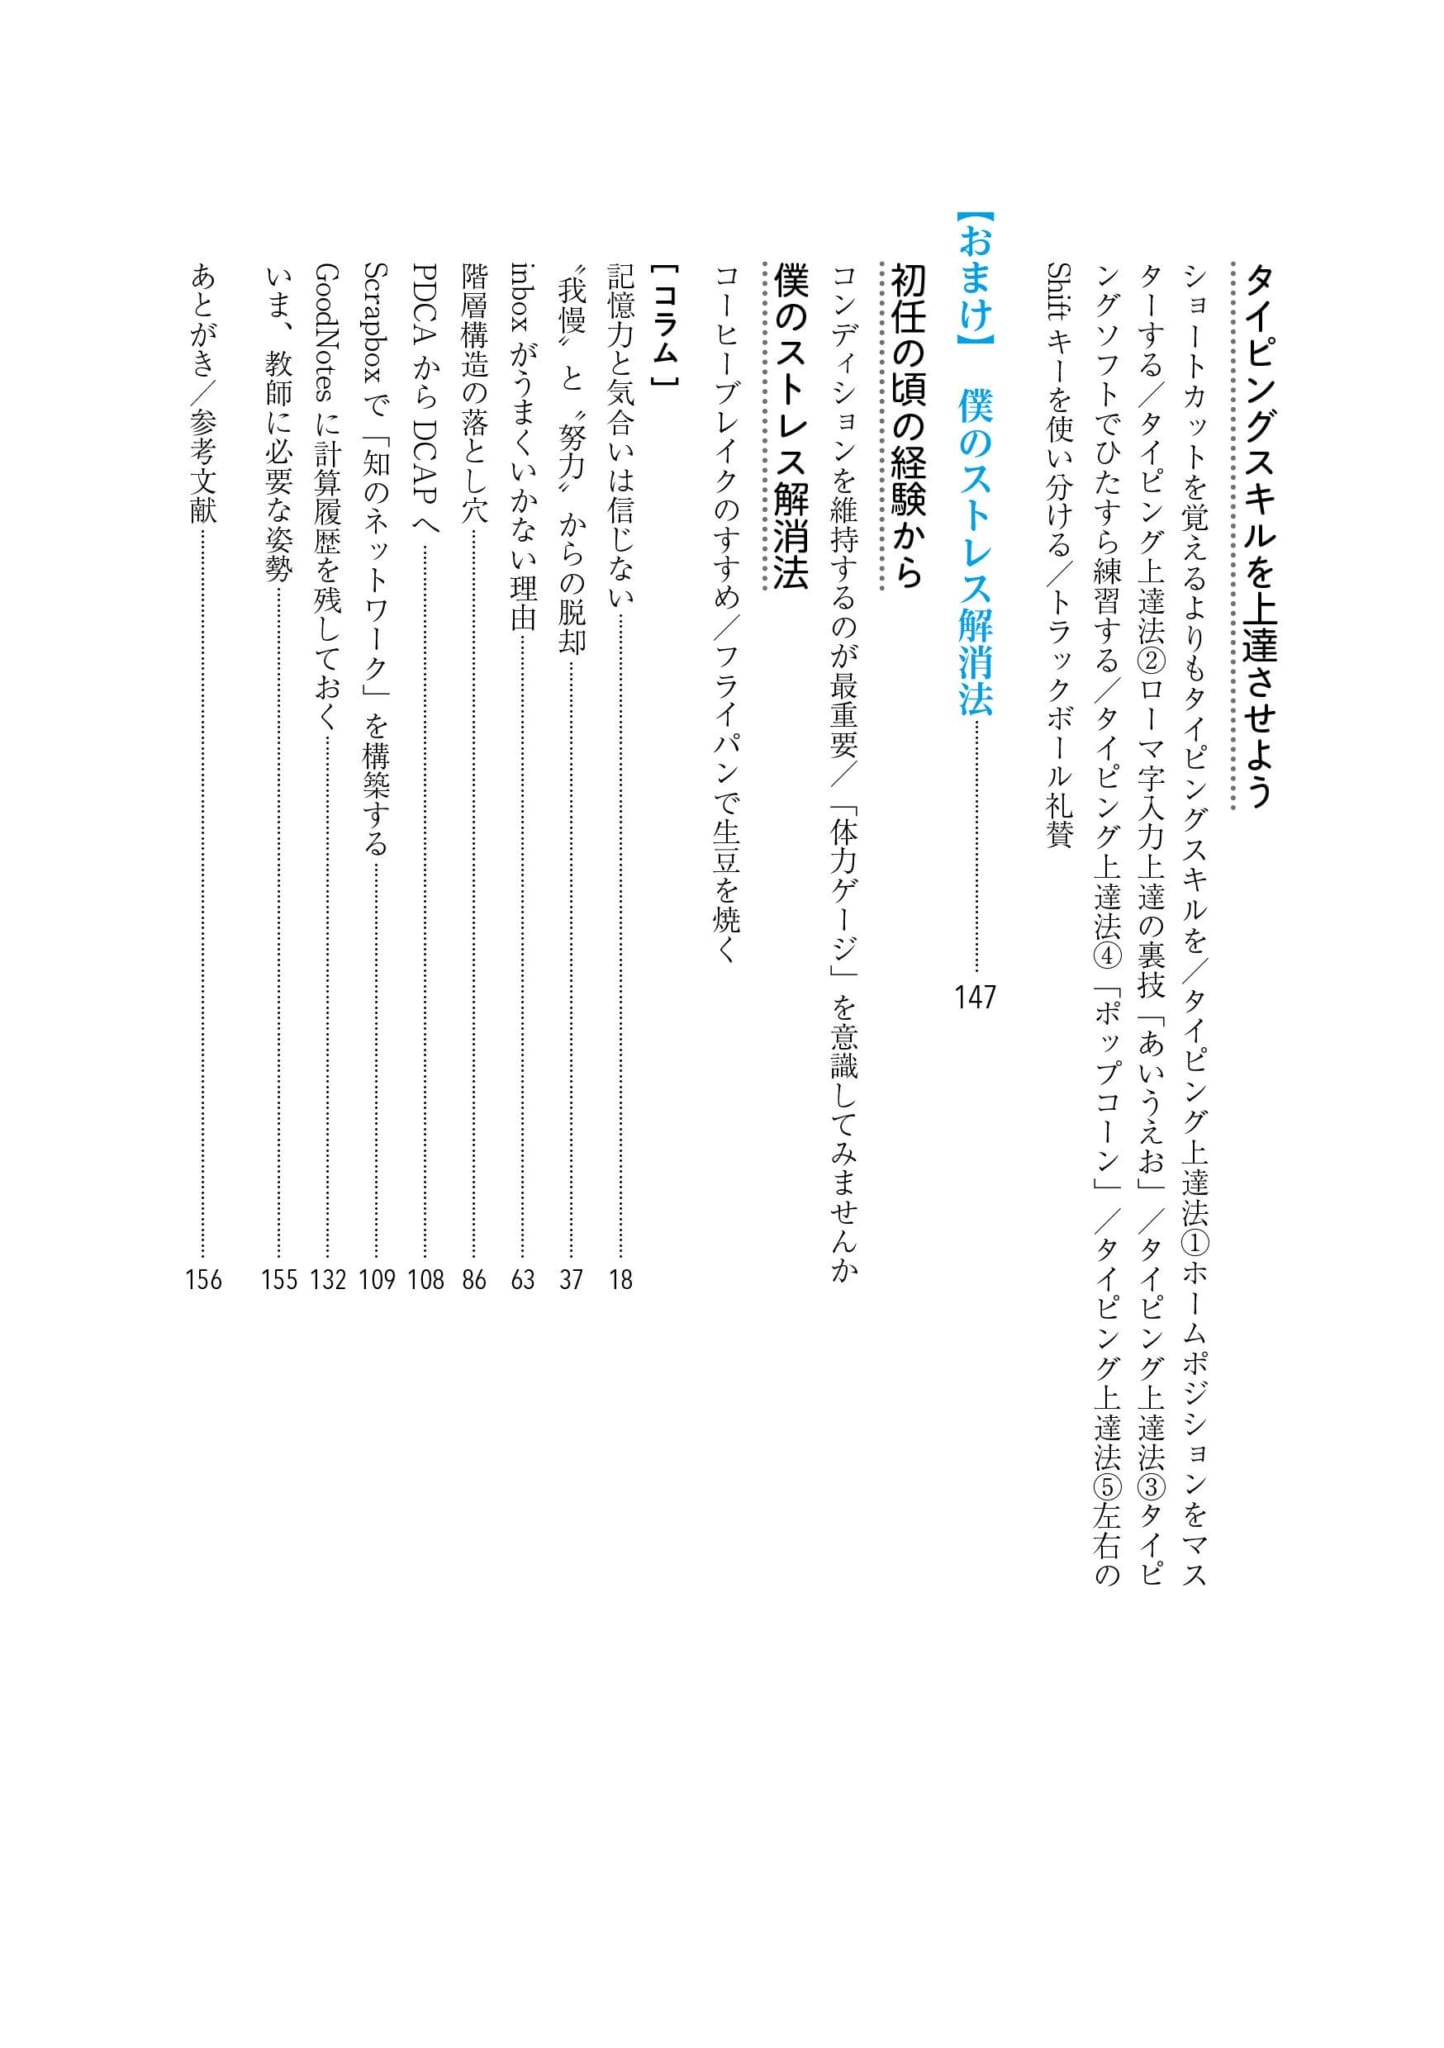 タイピングスキルを上達させよう
ショートカットを覚えるよりもタイピングスキルを／タイピング上達法①ホームポジションをマス
ターする／タイピング上達法②ローマ字入力上達の裏技「あいうえお」／タイピング上達法③タイピ
ングソフトでひたすら練習する／タイピング上達法④「ポップコーン」／タイピング上達法⑤左右の
Shift キーを使い分ける／トラックボール礼賛
【おまけ】 僕のストレス解消法 147
初任の頃の経験から
コンディションを維持するのが最重要／「体力ゲージ」を意識してみませんか
僕のストレス解消法
コーヒーブレイクのすすめ／フライパンで生豆を焼く
[コラム]
記憶力と気合いは信じない 18
〝我慢〟と〝努力〟からの脱却 37
inbox がうまくいかない理由 63
階層構造の落とし穴 86
PDCA から DCAP へ 108
Scrapbox で「知のネットワーク」を構築する 109
GoodNotes に計算履歴を残しておく 132
いま、教師に必要な姿勢 155
あとがき／参考文献 156